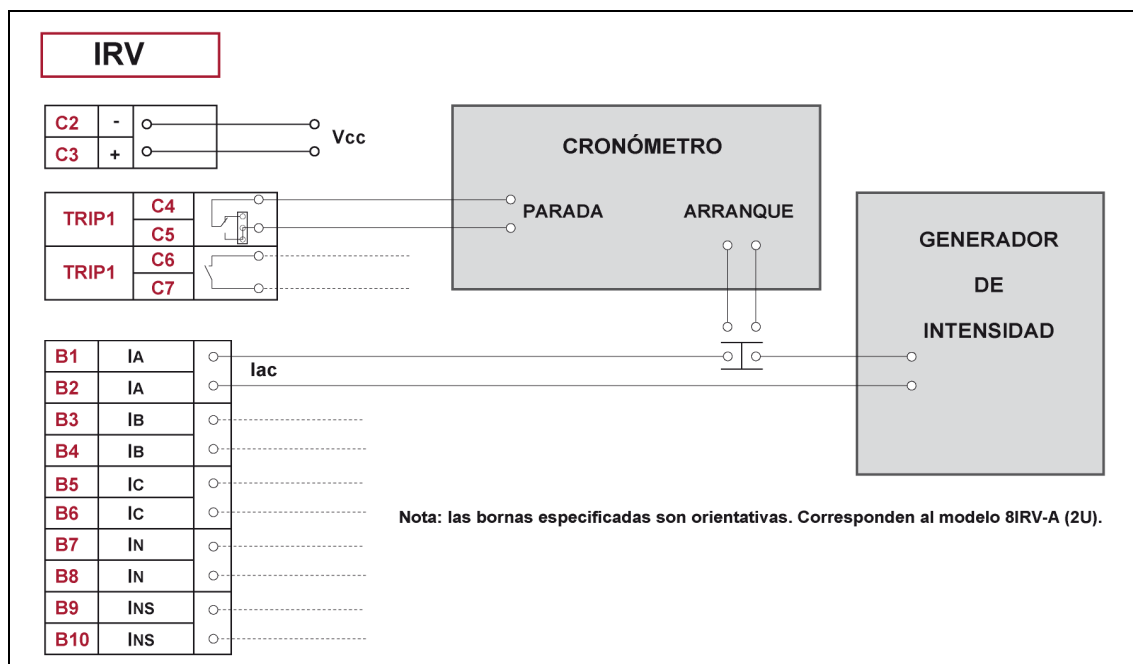 IRV
C2 -
C3 +
Vcc
TRIP1 C4
C5
TRIP1 C6
C7
CRONÓMETRO
PARADA
ARRANQUE
GENERADOR
DE
INTENSIDAD
B1 IA
B2 IA
Iac
B3 IB
B4 IB
B5 IC
B6 IC
B7 IN
B8 IN
B9 INS
B10 INS
Nota: las bornas especificadas son orientativas. Corresponden al modelo 8IRV-A (2U).